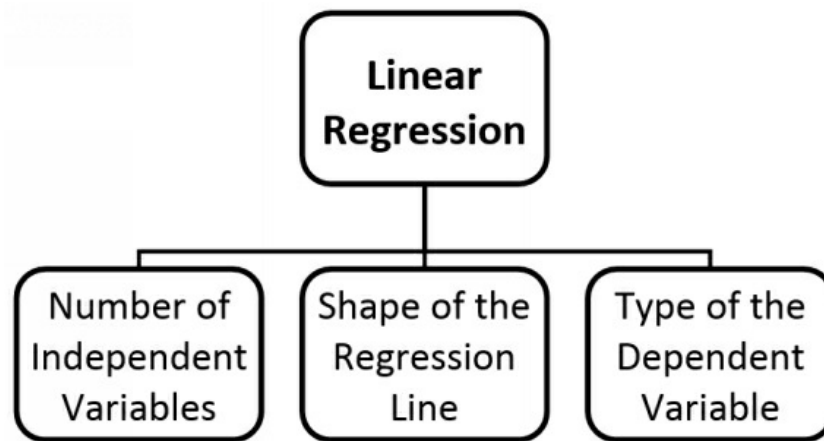 Linear
Regression
Number of
Independent
Variables
Shape of the
Regression
Line
Type of the
Dependent
Variable